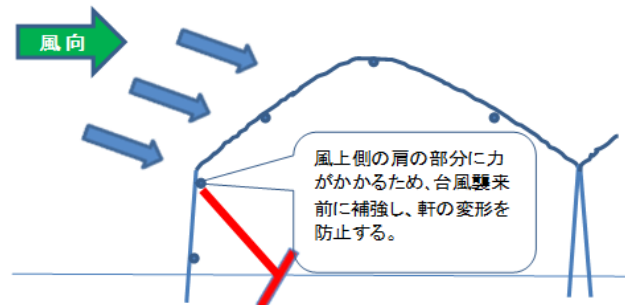 風向
風上側の肩の部分に力
がかかるため、台風襲来
前に補強し、軒の変形を
防止する。